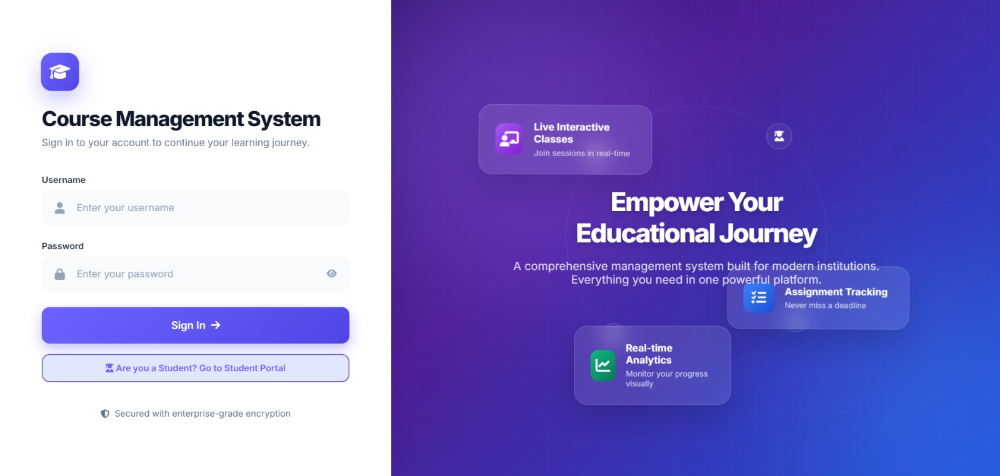 Course Management System
Sign in to your account to continue your learning journey.
Username
Enter your username
Password
Enter your password
Sign In
Are you a Student? Go to Student Portal
Secured with enterprise-grade encryption
Live Interactive
Classes
Join sessions in real-time
Empower Your
Educational Journey
A comprehensive management system built for modern institutions.
Everything you need in one powerful platform.
Assignment Tracking
Never miss a deadline
Real-time
Analytics
Monitor your progress
visually